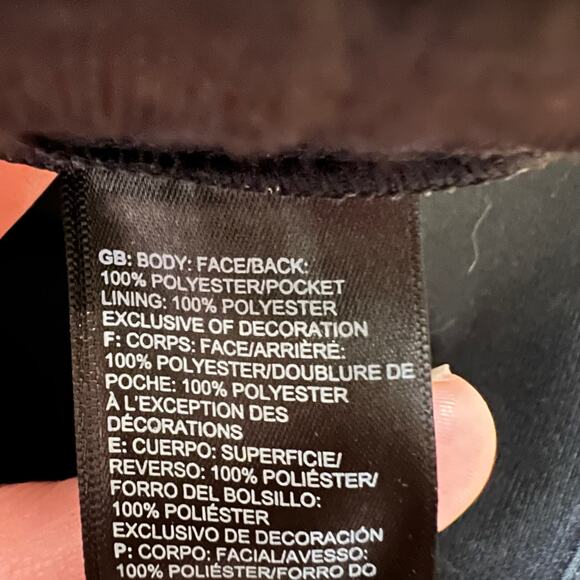 GB: BODY: FACE/BACK:
100% POLYESTER/POCKET
LINING: 100% POLYESTER
EXCLUSIVE OF DECORATION
F: CORPS: FACE/ARRIÈRE:
100% POLYESTER/DOUBLURE DE
POCHE: 100% POLYESTER
À L'EXCEPTION DES
DÉCORATIONS
E: CUERPO: SUPERFICIE/
REVERSO: 100% POLIÉSTER/
FORRO DEL BOLSILLO:
100% POLIÉSTER
EXCLUSIVO DE DECORACIÓN
P: CORPO: FACIAL/AVESSO:
100% POLIÉSTER/FORRO DO